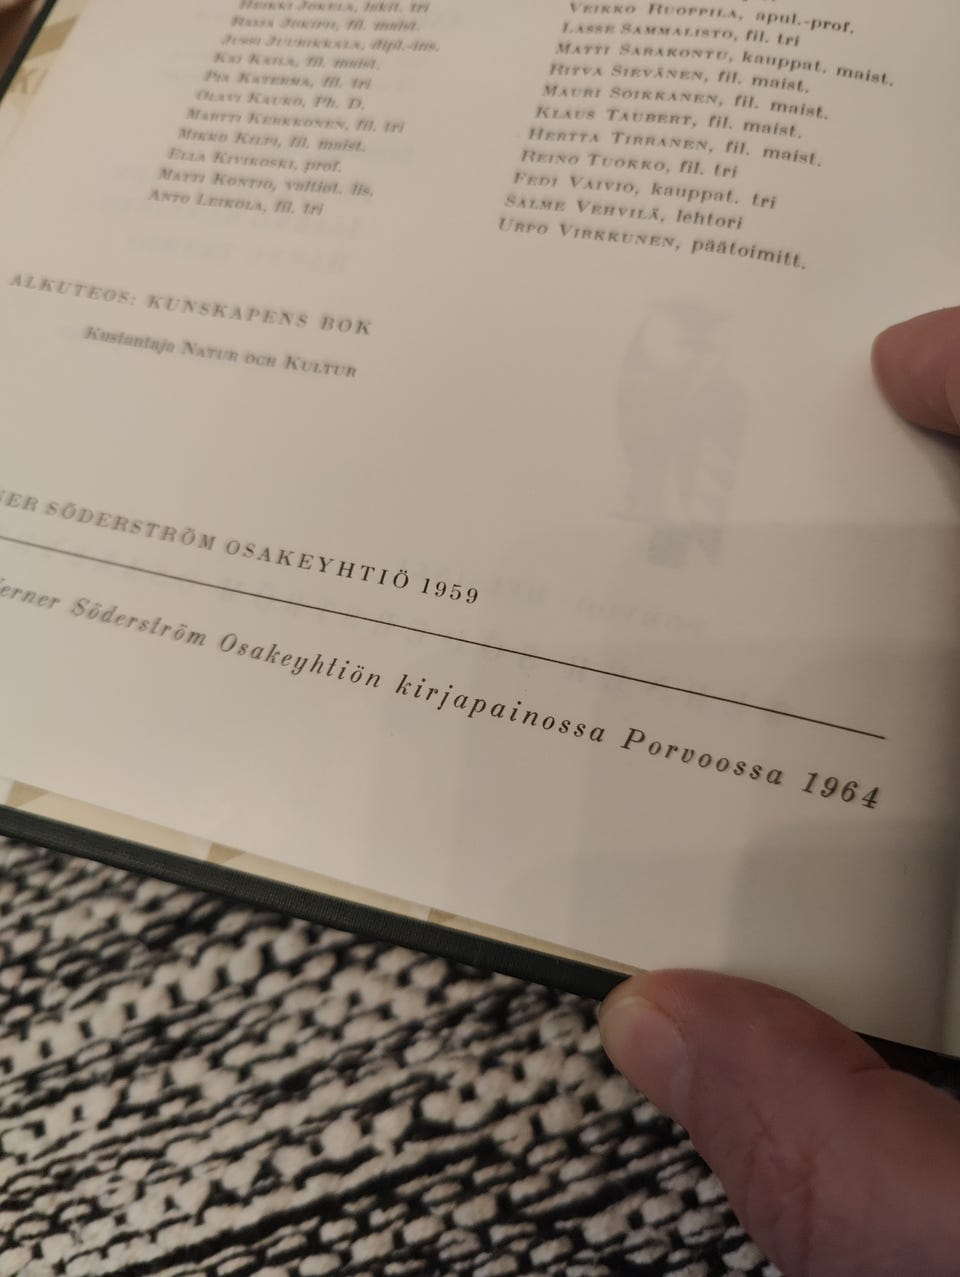 HEIKKI JOKELA, lskit. tri
RAIJA JOKIPII, fil. maist.
JUSSI JUURIKKALA, dipl.-ins.
KAI KAILA, fil. maist.
PIA KATERMA, fil. tri
OLAVI KAUKO, Ph. D.
MARTTI KERKKONEN, fil. tri
MIKKO KILPI, fil. maist.
ELLA KIVIKOSKI, prof.
MATTI KONTIO, valtiot. lis.
ANTO LEIKOLA, fil. tri
VEIKKO RUOPPILA, apul.-prof.
LASSE SAMMALISTO, fil. tri
MATTI SARAKONTU, kauppat. maist.
RITVA SIEVÄNEN, fil. maist.
MAURI SOIKKANEN, fil. maist.
KLAUS TAUBERT, fil. maist.
HERTTA TIRRANEN, fil. maist.
REINO TUOKKO, fil. tri
FEDI VAIVIO, kauppat. tri
SALME VEHVILÄ, lehtori
URPO VIRKKUNEN, päätoimitt.
ALKUTEOS: KUNSKAPENS BOK
Kustantaja NATUR OCH KULTUR
NER SÖDERSTRÖM OSAKEYHTIÖ 1959
erner Söderström Osakeyhtiön kirjapainossa Porvoossa 1964